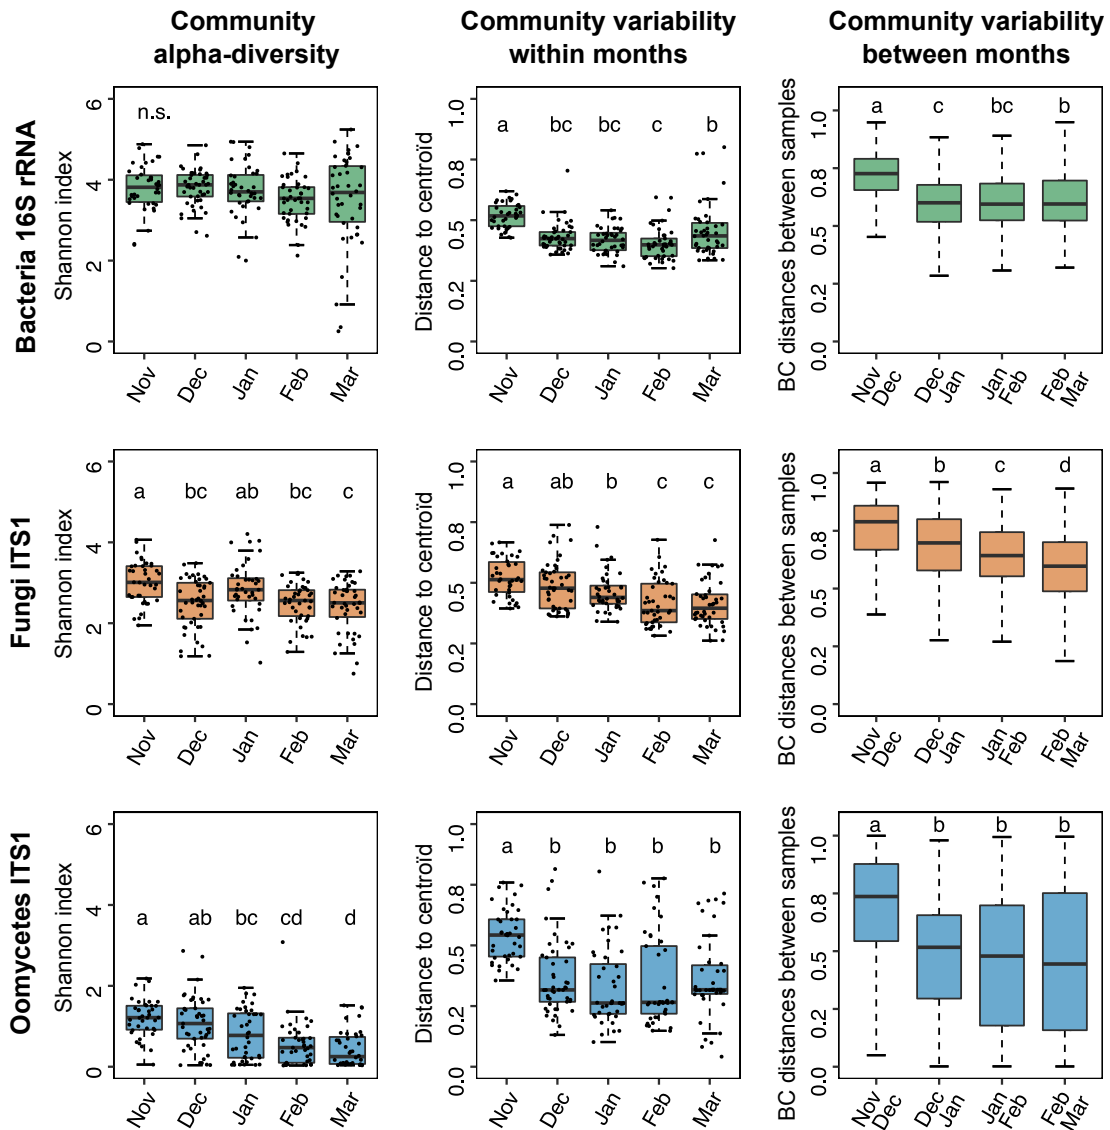 Community
alpha-diversity
Community variability
within months
Community variability
between months
Bacteria 16S rRNA
Shannon index
0 2 4 6
n.s.
Nov Dec Jan Feb Mar
Distance to centroïd
0.0 0.2 0.5 0.8 1.0
a bc bc c b
Nov Dec Jan Feb Mar
BC distances between samples
0.0 0.2 0.5 0.8 1.0
a c bc b
Nov Dec Jan Feb
Dec Jan Feb Mar
Fungi ITS1
Shannon index
0 2 4 6
a bc ab bc c
Nov Dec Jan Feb Mar
Distance to centroïd
0.0 0.2 0.5 0.8 1.0
a ab b c c
Nov Dec Jan Feb Mar
BC distances between samples
0.0 0.2 0.5 0.8 1.0
a b c d
Nov Dec Jan Feb
Dec Jan Feb Mar
Oomycetes ITS1
Shannon index
0 2 4 6
a ab bc cd d
Nov Dec Jan Feb Mar
Distance to centroïd
0.0 0.2 0.5 0.8 1.0
a b b b b
Nov Dec Jan Feb Mar
BC distances between samples
0.0 0.2 0.5 0.8 1.0
a b b b
Nov Dec Jan Feb
Dec Jan Feb Mar